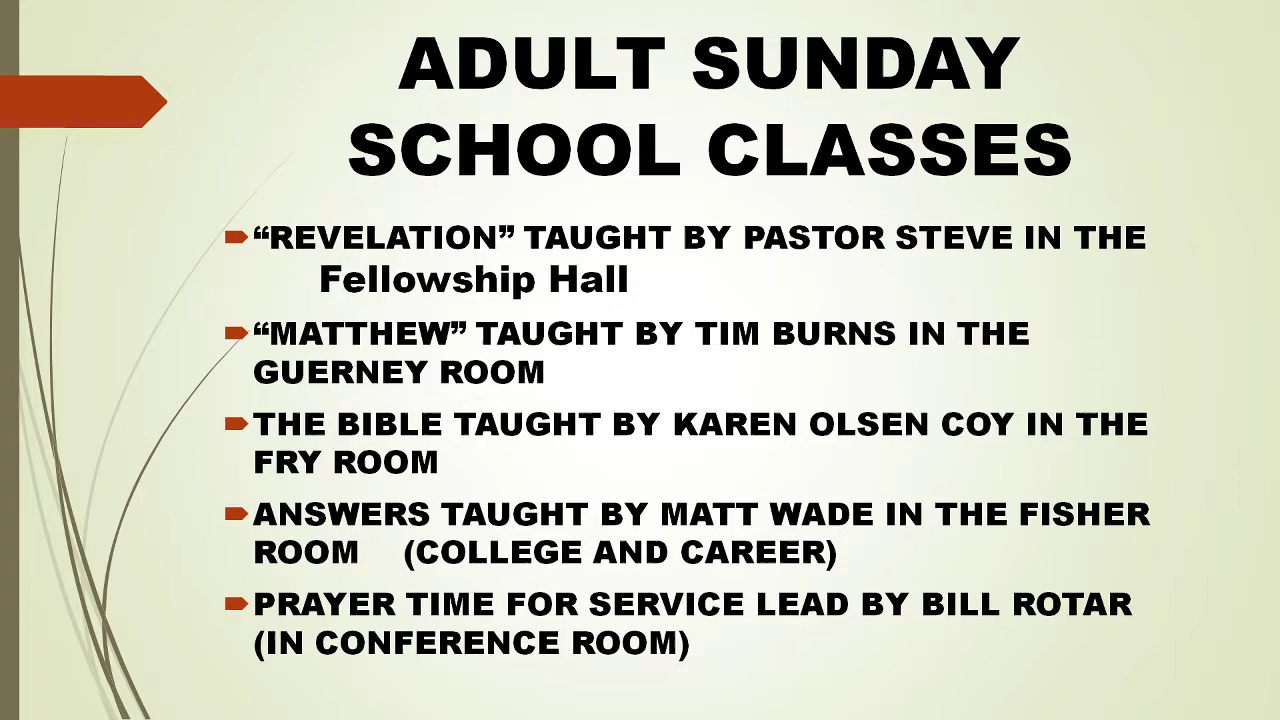 ADULT SUNDAY
SCHOOL CLASSES
“REVELATION” TAUGHT BY PASTOR STEVE IN THE
Fellowship Hall
“MATTHEW” TAUGHT BY TIM BURNS IN THE
GUERNEY ROOM
THE BIBLE TAUGHT BY KAREN OLSEN COY IN THE
FRY ROOM
ANSWERS TAUGHT BY MATT WADE IN THE FISHER
ROOM (COLLEGE AND CAREER)
PRAYER TIME FOR SERVICE LEAD BY BILL ROTAR
(IN CONFERENCE ROOM)